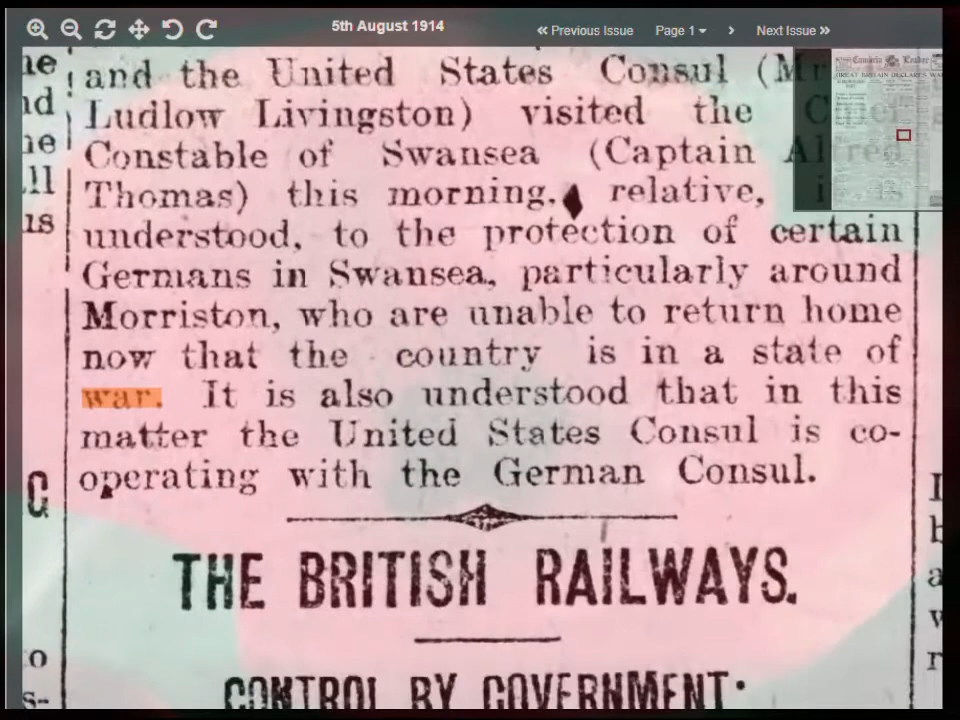 5th August 1914
Previous Issue Page 1 Next Issue
and the United States Consul (Mr
Ludlow Livingston) visited the Chief
Constable of Swansea (Captain Alfred
Thomas) this morning, relative, it is
understood, to the protection of certain
Germans in Swansea, particularly around
Morriston, who are unable to return home
now that the country is in a state of
war. It is also understood that in this
matter the United States Consul is co-
operating with the German Consul.
THE BRITISH RAILWAYS.
CONTROL BY GOVERNMENT: